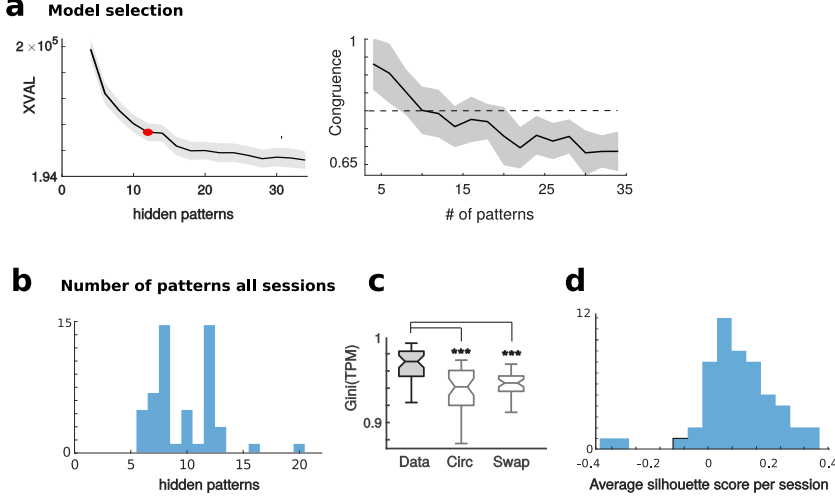 a Model selection
2 ×10⁵
XVAL
1.94
0 10 20 30
hidden patterns
1
Congruence
0.65
5 15 25 35
# of patterns
b Number of patterns all sessions
15
0
0 5 10 15 20
hidden patterns
c
1
Gini(TPM)
0.9
*** ***
Data Circ Swap
d
12
0
-0.4 0 0.2 0.4
Average silhouette score per session